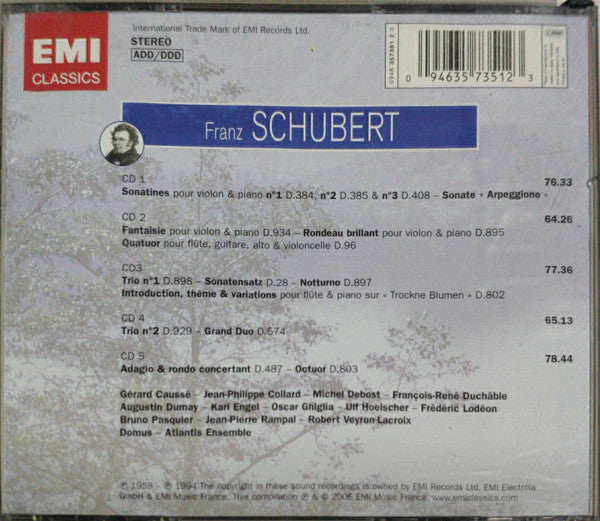 International Trade Mark of EMI Records Ltd.
EMI
CLASSICS
STEREO
ADD/DDD
0946 357351 2 3
0 94635 73512 3
Franz SCHUBERT
CD 1
76.33
Sonatines pour violon & piano n°1 D.384, n°2 D.385 & n°3 D.408 – Sonate « Arpeggione »
CD 2
64.26
Fantaisie pour violon & piano D.934 – Rondeau brillant pour violon & piano D.895
Quatuor pour flûte, guitare, alto & violoncelle D.96
CD3
77.36
Trio n°1 D.898 – Sonatensatz D.28 – Notturno D.897
Introduction, thème & variations pour flûte & piano sur « Trockne Blumen » D.802
CD 4
65.13
Trio n°2 D.929 – Grand Duo D.574
CD 5
78.44
Adagio & rondo concertant D.487 – Octuor D.803
Gérard Caussé – Jean-Philippe Collard – Michel Debost – François-René Duchâble
Augustin Dumay – Karl Engel – Oscar Ghiglia – Ulf Hoelscher – Frédéric Lodéon
Bruno Pasquier – Jean-Pierre Rampal – Robert Veyron-Lacroix
Domus – Atlantis Ensemble
℗ 1959 – ℗ 1994 The copyright in these sound recordings is owned by EMI Records Ltd, EMI Electrola
GmbH & EMI Music France. This compilation ℗ & © 2006 EMI Music France. www.emiclassics.com